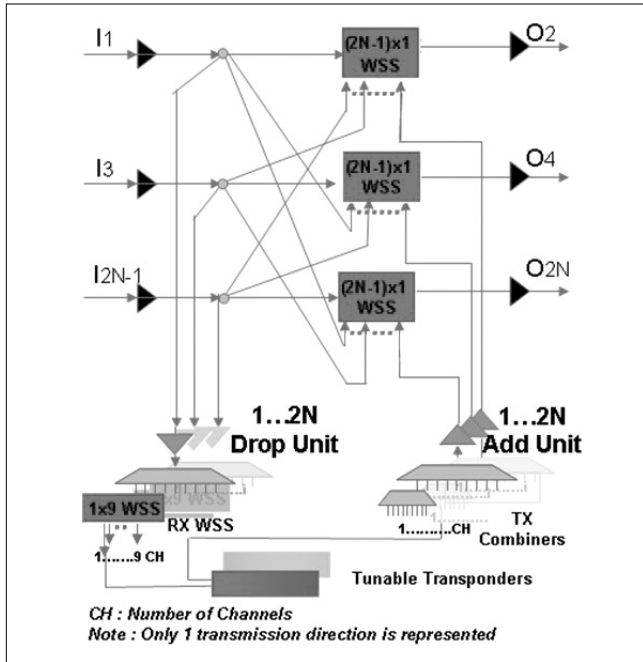 I1
(2N-1)x1
WSS
O2
I3
(2N-1)x1
WSS
O4
I2N-1
(2N-1)x1
WSS
O2N
1...2N
Drop Unit
1...2N
Add Unit
1x9 WSS
1x9 WSS
RX WSS
1.......9 CH
1..........CH
TX
Combiners
Tunable Transponders
CH : Number of Channels
Note : Only 1 transmission direction is represented